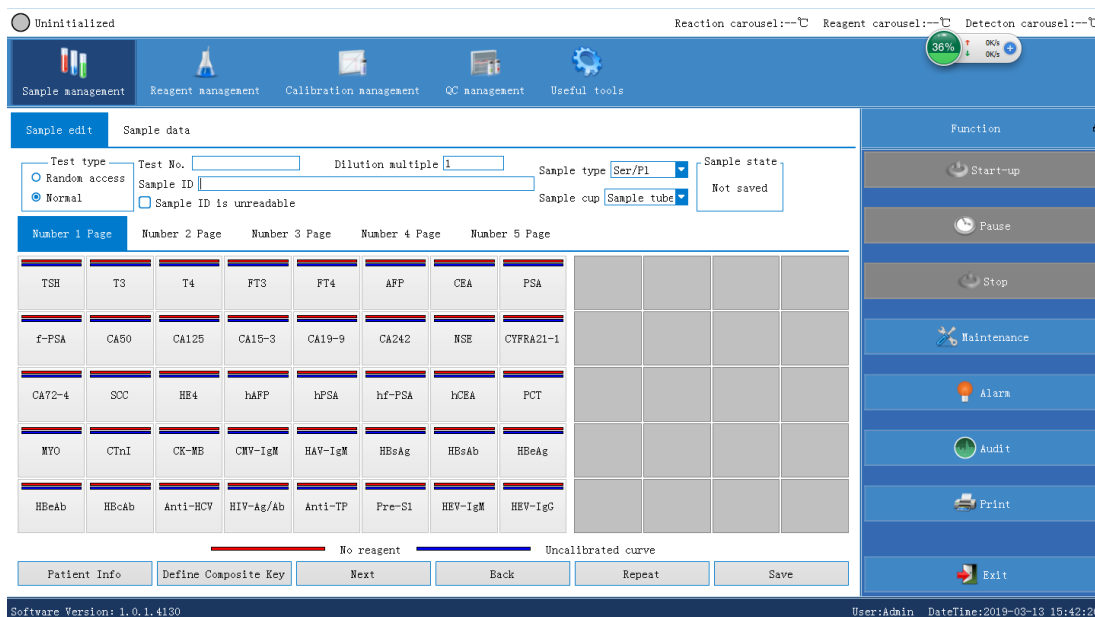 Uninitialized Reaction carousel:--℃ Reagent carousel:--℃ Detecton carousel:--℃
36% 0K/s
0K/s
Sample management Reagent management Calibration management QC management Useful tools
Sample edit Sample data Function
Test type Test No. Dilution multiple 1 Sample type Ser/Pl Sample state
Random access Sample ID Not saved
Normal Sample ID is unreadable Sample cup Sample tube
Number 1 Page Number 2 Page Number 3 Page Number 4 Page Number 5 Page
TSH T3 T4 FT3 FT4 AFP CEA PSA
f-PSA CA50 CA125 CA15-3 CA19-9 CA242 NSE CYFRA21-1
CA72-4 SCC HE4 hAFP hPSA hf-PSA hCEA PCT
MYO CTnI CK-MB CMV-IgM HAV-IgM HBsAg HBsAb HBeAg
HBeAb HBcAb Anti-HCV HIV-Ag/Ab Anti-TP Pre-S1 HEV-IgM HEV-IgG
No reagent Uncalibrated curve
Patient Info Define Composite Key Next Back Repeat Save
Start-up
Pause
Stop
Maintenance
Alarm
Audit
Print
Exit
Software Version: 1.0.1.4130 User:Admin DateTime:2019-03-13 15:42:20